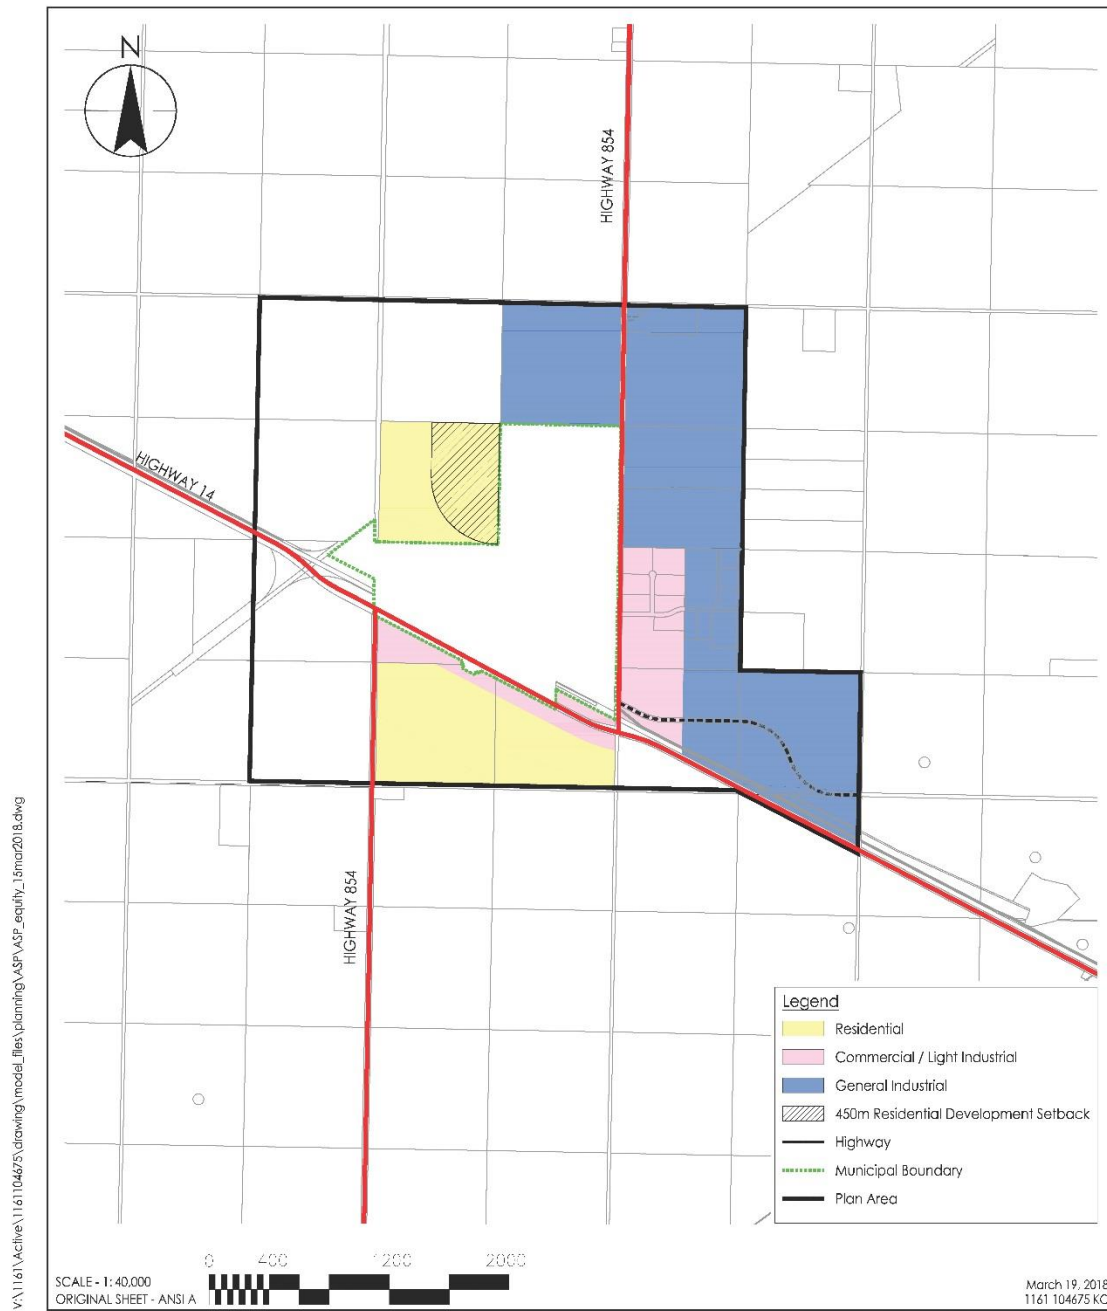 N
HIGHWAY 854
HIGHWAY 14
HIGHWAY 854
Legend
Residential
Commercial / Light Industrial
General Industrial
450m Residential Development Setback
Highway
Municipal Boundary
Plan Area
0 400 1200 2000
SCALE - 1: 40,000
ORIGINAL SHEET - ANSI A
March 19, 2018
1161 104675 KC
V:\1161\Active\1161104675\drawing\model_files\planning\ASP\ASP_equity_15mar2018.dwg